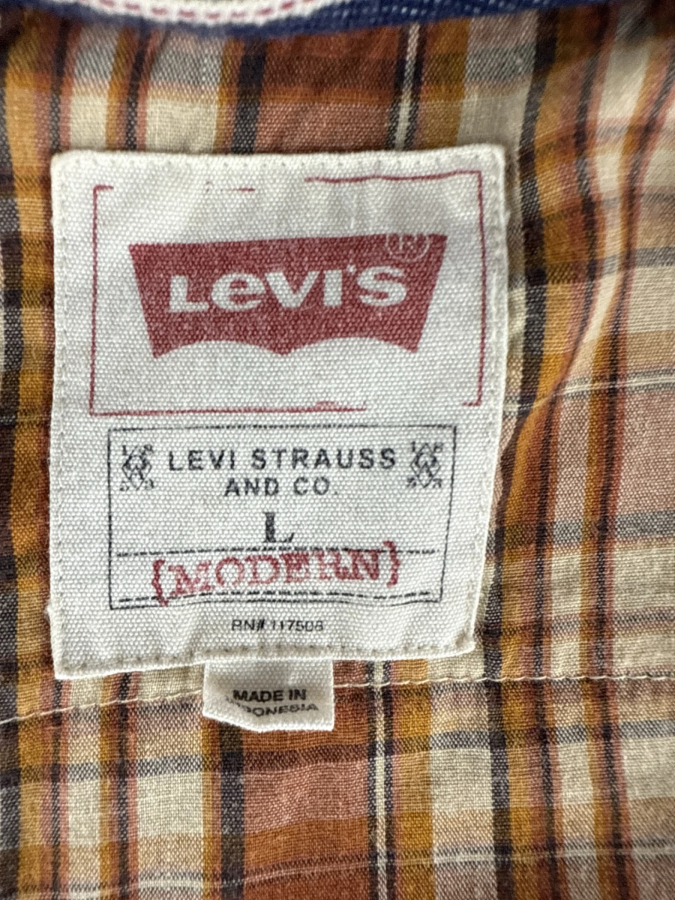 LEVI'S ®
LEVI STRAUSS
AND CO.
L
{MODERN}
RN# 117508
MADE IN
INDONESIA